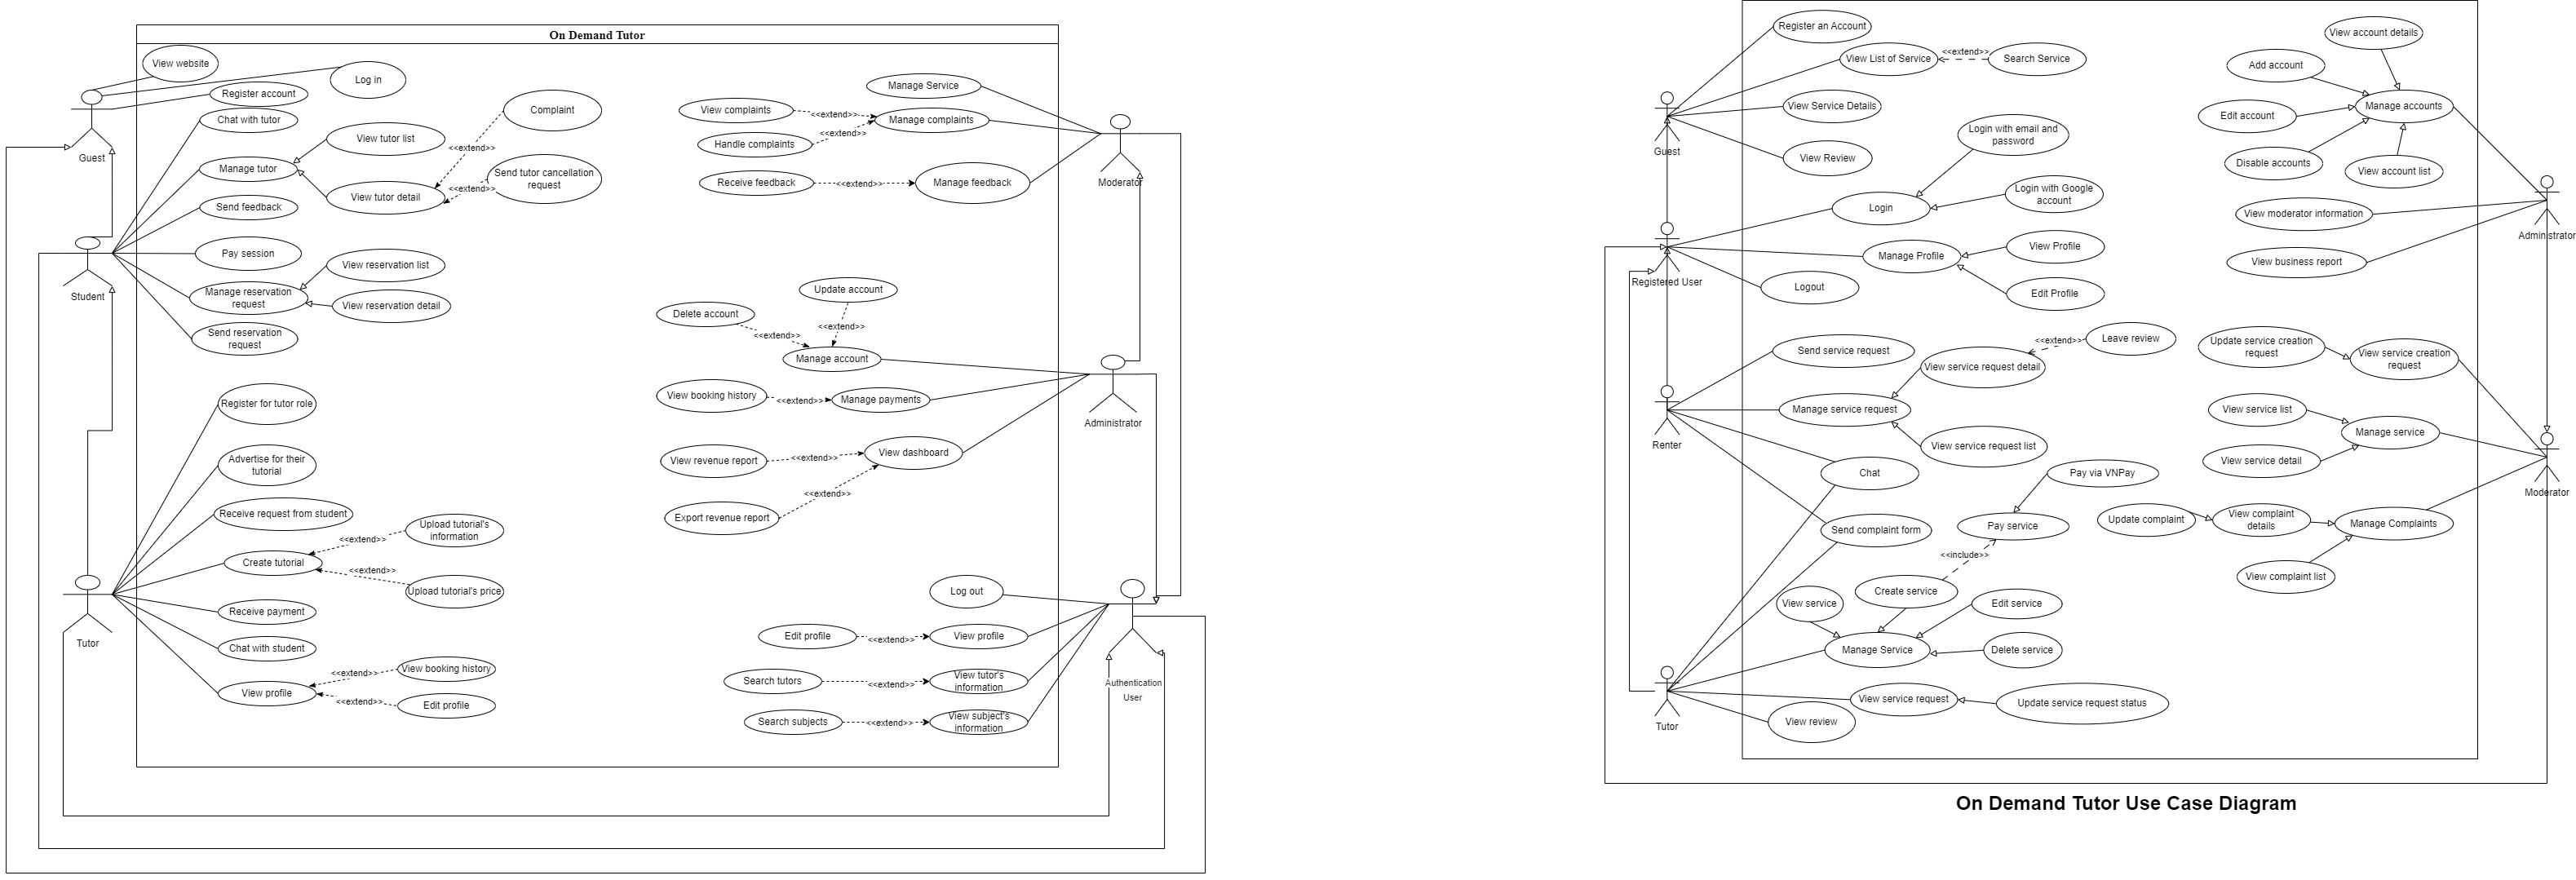 On Demand Tutor
View website
Log in
Register account
Chat with tutor
Complaint
View tutor list
<<extend>>
Manage tutor
Send tutor cancellation
request
<<extend>>
View tutor detail
Send feedback
Guest
Pay session
View reservation list
Manage reservation
request
View reservation detail
Student
Send reservation
request
Manage Service
View complaints
<<extend>>
Manage complaints
<<extend>>
Handle complaints
Receive feedback
<<extend>>
Manage feedback
Moderator
Update account
Delete account
<<extend>>
<<extend>>
Manage account
View booking history
<<extend>>
Manage payments
Administrator
View revenue report
<<extend>>
View dashboard
<<extend>>
Export revenue report
Register for tutor role
Advertise for their
tutorial
Receive request from student
Upload tutorial's
information
<<extend>>
Create tutorial
<<extend>>
Upload tutorial's price
Receive payment
Tutor
Chat with student
View booking history
<<extend>>
View profile
<<extend>>
Edit profile
Log out
Edit profile
<<extend>>
View profile
Search tutors
<<extend>>
View tutor's
information
Authentication
User
Search subjects
<<extend>>
View subject's
information
Register an Account
View List of Service
<<extend>>
Search Service
View Service Details
Guest
View Review
Login with email and
password
Login with Google
account
Login
View Profile
Manage Profile
Registered User
Logout
Edit Profile
View account details
Add account
Manage accounts
Edit account
Disable accounts
View account list
View moderator information
Administrator
View business report
Send service request
<<extend>>
Leave review
View service request detail
Manage service request
Renter
View service request list
Chat
Pay via VNPay
Send complaint form
Pay service
<<include>>
Create service
View service
Edit service
Manage Service
Delete service
View service request
Update service request status
Tutor
View review
Update service creation
request
View service creation
request
View service list
Manage service
View service detail
Moderator
Update complaint
View complaint
details
Manage Complaints
View complaint list
On Demand Tutor Use Case Diagram